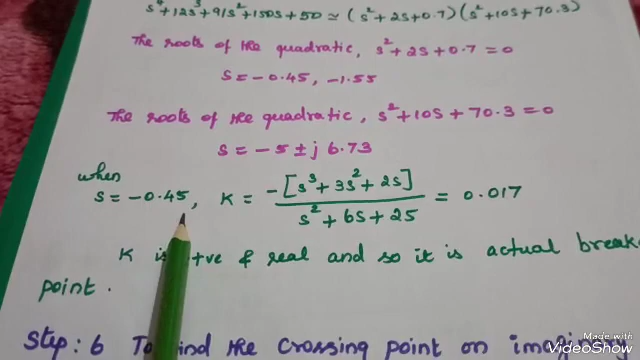 s⁴+12s³+91s²+150s+50 ≃ (s²+2s+0.7) (s²+10s+70.3)
The roots of the quadratic, s²+2s+0.7=0
s=-0.45, -1.55
The roots of the quadratic, s²+10s+70.3=0
s=-5±j6.73
when
s=-0.45, K = -[s³+3s²+2s] / s²+6s+25 = 0.017
K is +ve & real and so it is actual break
point.
Step: 6 To find the crossing point on imaginary
Made with
VideoShow